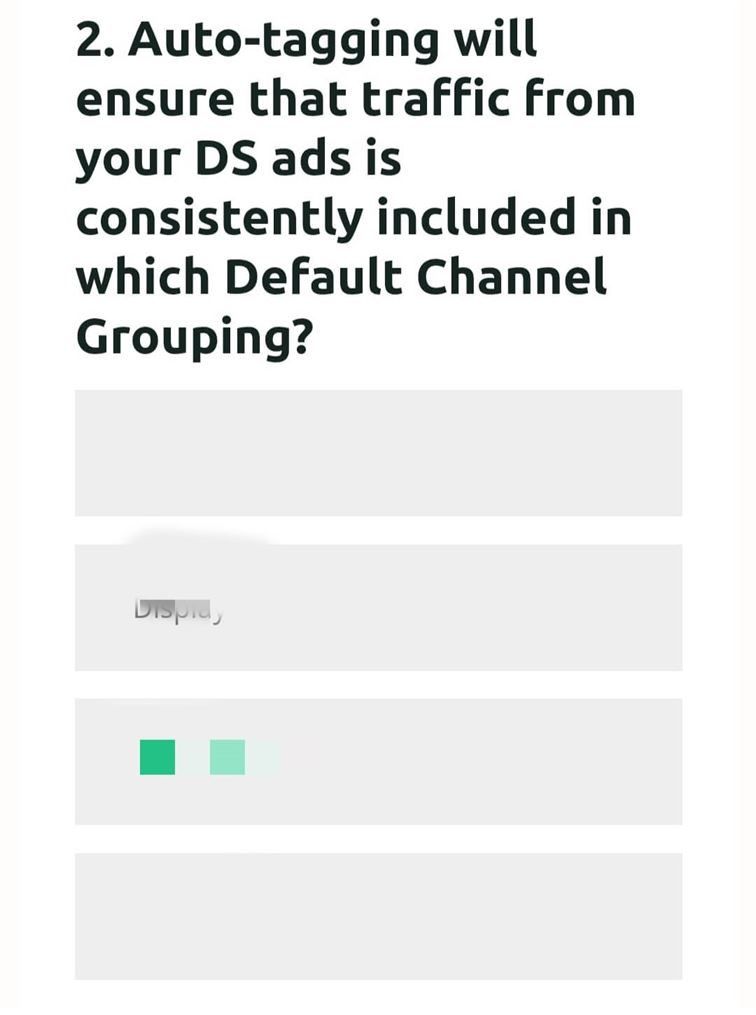 2. Auto-tagging will
ensure that traffic from
your DS ads is
consistently included in
which Default Channel
Grouping?
Display